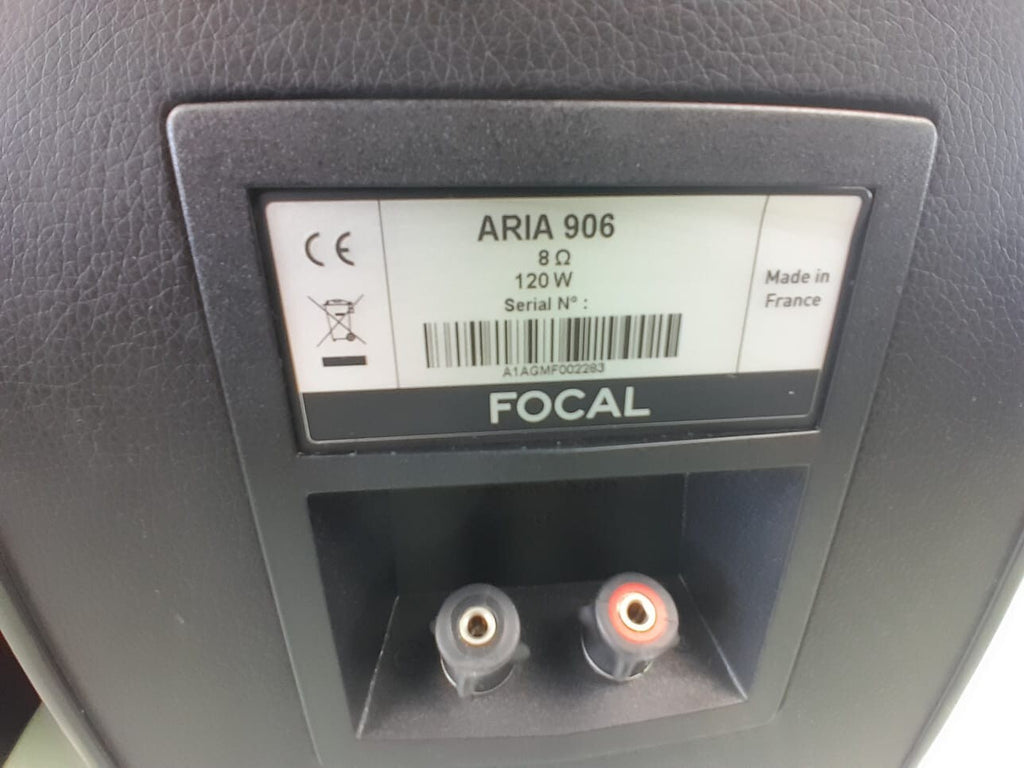 CE
ARIA 906
8 Ω
120 W
Serial N° :
A1AGMF002283
Made in
France
FOCAL